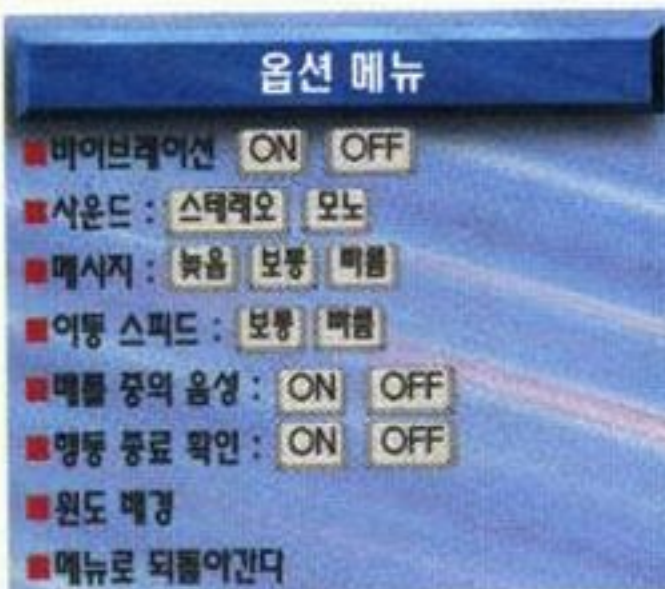 옵션 메뉴
■바이브레이션 ON OFF
■사운드 : 스테레오 모노
■메시지 : 늦음 보통 빠름
■이동 스피드 : 보통 빠름
■배틀 중의 음성 : ON OFF
■행동 종료 확인 : ON OFF
■윈도 배경
■메뉴로 되돌아간다